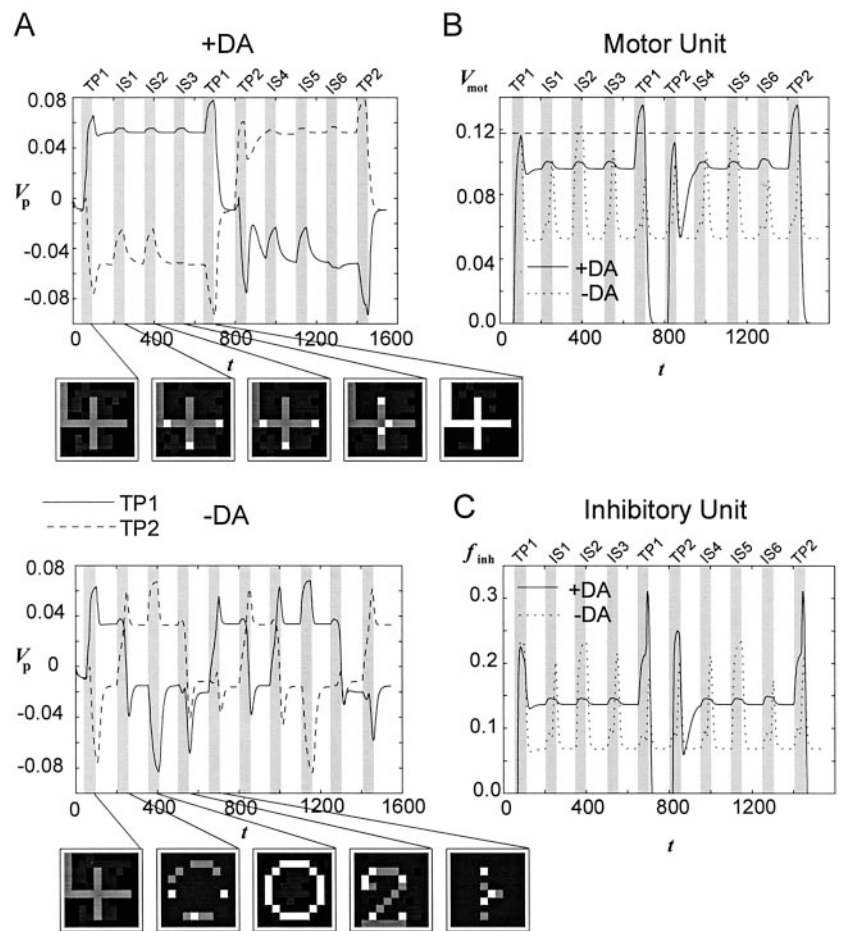 A
+DA
TP1 IS1 IS2 IS3 TP1 TP2 IS4 IS5 IS6 TP2
0.08
0.04
0
-0.04
-0.08
V_p
0 400 800 1200 1600
t
TP1
TP2
-DA
0.08
0.04
0
-0.04
-0.08
V_p
0 400 800 1200 1600
t
B
Motor Unit
V_mot
TP1 IS1 IS2 IS3 TP1 TP2 IS4 IS5 IS6 TP2
0.12
0.09
0.04
0.0
+DA
-DA
0 400 800 1200
t
C
Inhibitory Unit
f_inh
TP1 IS1 IS2 IS3 TP1 TP2 IS4 IS5 IS6 TP2
0.3
0.2
0.1
0.0
+DA
-DA
0 400 800 1200
t